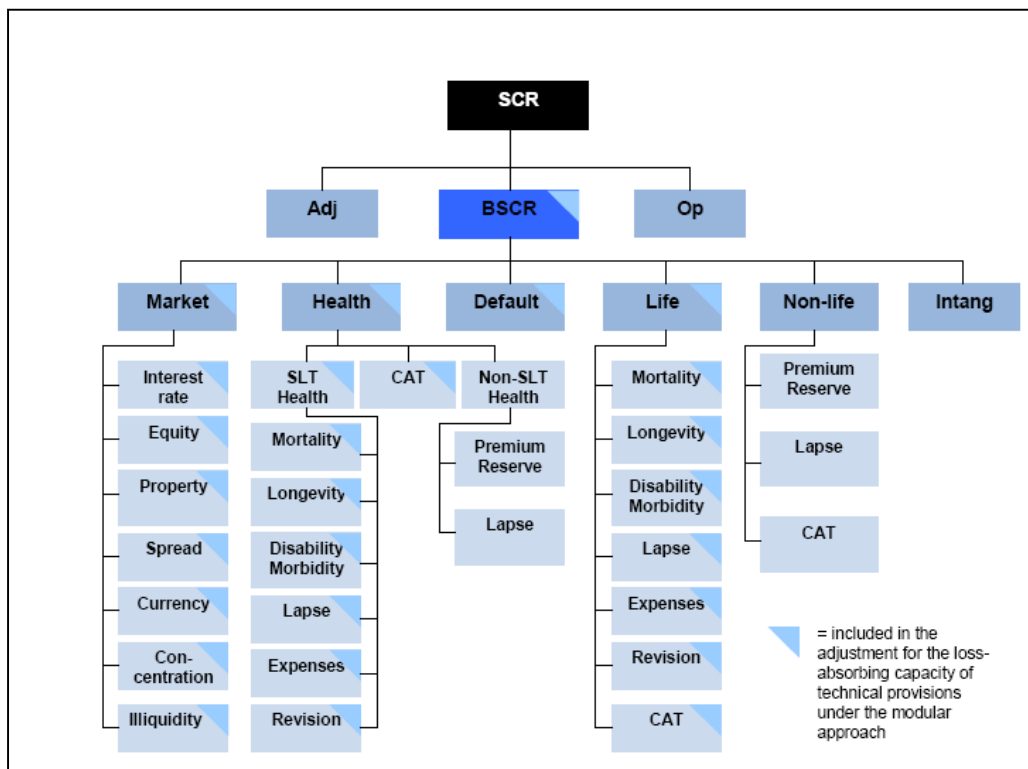 SCR
Adj
BSCR
Op
Market
Health
Default
Life
Non-life
Intang
Interest
rate
Equity
Property
Spread
Currency
Con-
centration
Illiquidity
SLT
Health
Mortality
Longevity
Disability
Morbidity
Lapse
Expenses
Revision
CAT
Non-SLT
Health
Premium
Reserve
Lapse
Mortality
Longevity
Disability
Morbidity
Lapse
Expenses
Revision
CAT
Premium
Reserve
Lapse
CAT
= included in the
adjustment for the loss-
absorbing capacity of
technical provisions
under the modular
approach